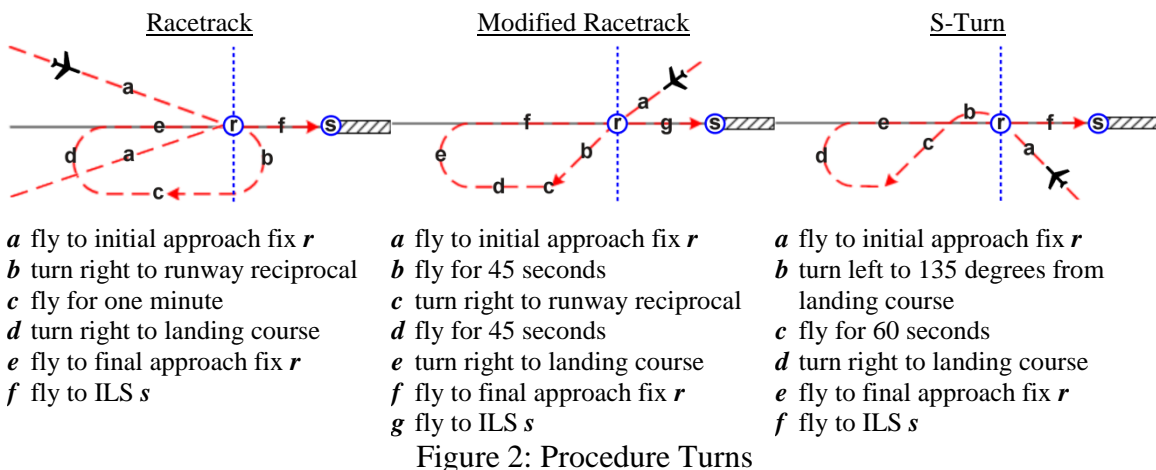 Racetrack
a
e
r
f
s
d
a
b
c
a fly to initial approach fix r
b turn right to runway reciprocal
c fly for one minute
d turn right to landing course
e fly to final approach fix r
f fly to ILS s
Modified Racetrack
a
f
r
g
s
e
b
d
c
a fly to initial approach fix r
b fly for 45 seconds
c turn right to runway reciprocal
d fly for 45 seconds
e turn right to landing course
f fly to final approach fix r
g fly to ILS s
S-Turn
b
e
r
f
s
d
c
a
a fly to initial approach fix r
b turn left to 135 degrees from
landing course
c fly for 60 seconds
d turn right to landing course
e fly to final approach fix r
f fly to ILS s
Figure 2: Procedure Turns